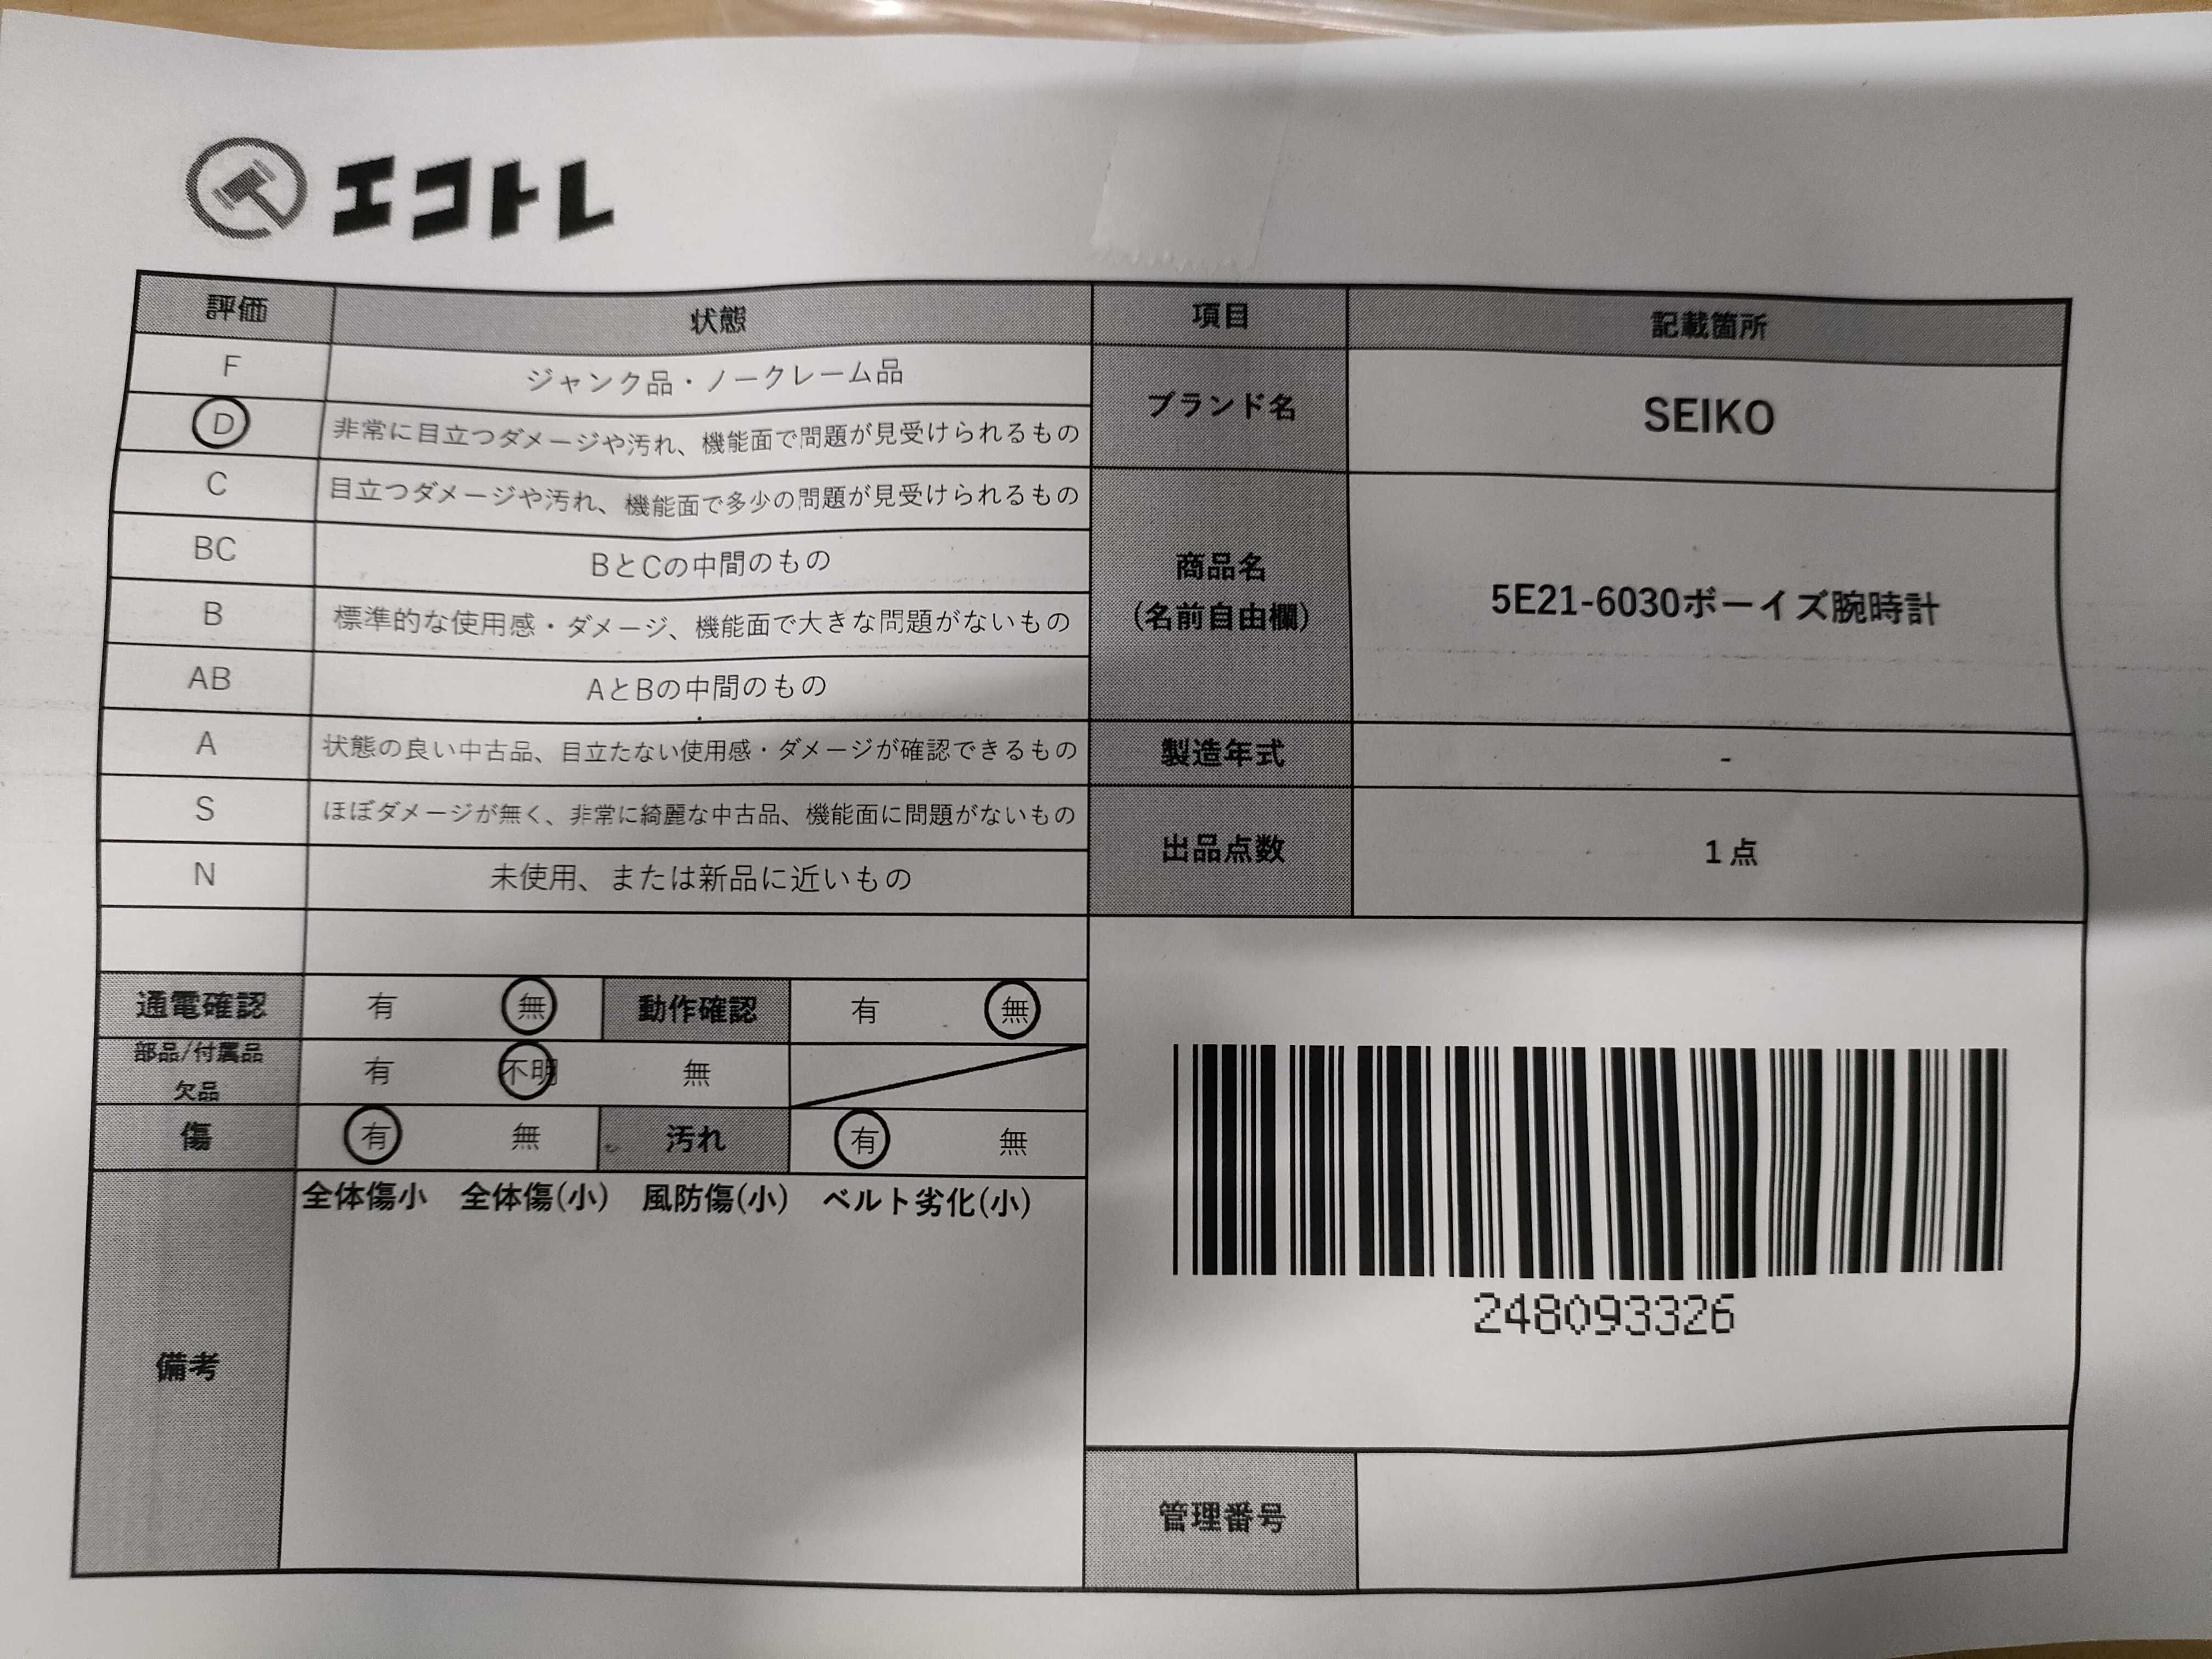 エコトレ
評価 状態 項目 記載箇所
F ジャンク品・ノークレーム品
D 非常に目立つダメージや汚れ、機能面で問題が見受けられるもの
ブランド名 SEIKO
C 目立つダメージや汚れ、機能面で多少の問題が見受けられるもの
BC BとCの中間のもの
B 標準的な使用感・ダメージ、機能面で大きな問題がないもの
商品名
(名前自由欄)
5E21-6030ボーイズ腕時計
AB AとBの中間のもの
A 状態の良い中古品、目立たない使用感・ダメージが確認できるもの
製造年式 -
S ほぼダメージが無く、非常に綺麗な中古品、機能面に問題がないもの
出品点数 1点
N 未使用、または新品に近いもの
通電確認 有 無 動作確認 有 無
部品/付属品
欠品
有 不明 無
傷 有 無 汚れ 有 無
備考
全体傷小 全体傷(小) 風防傷(小) ベルト劣化(小)
248093326
管理番号